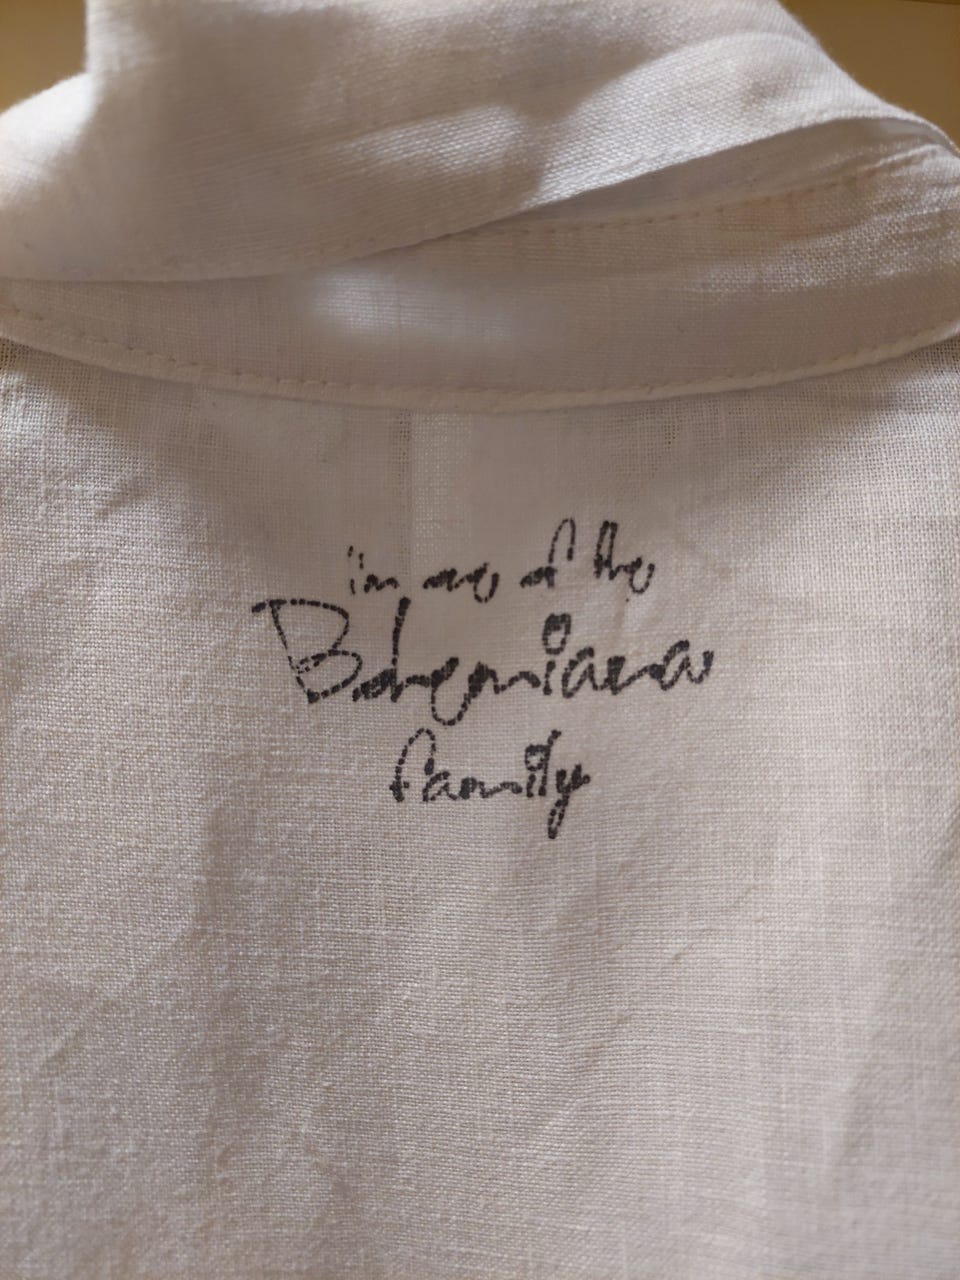 i'm one of the
Bohemiana
family